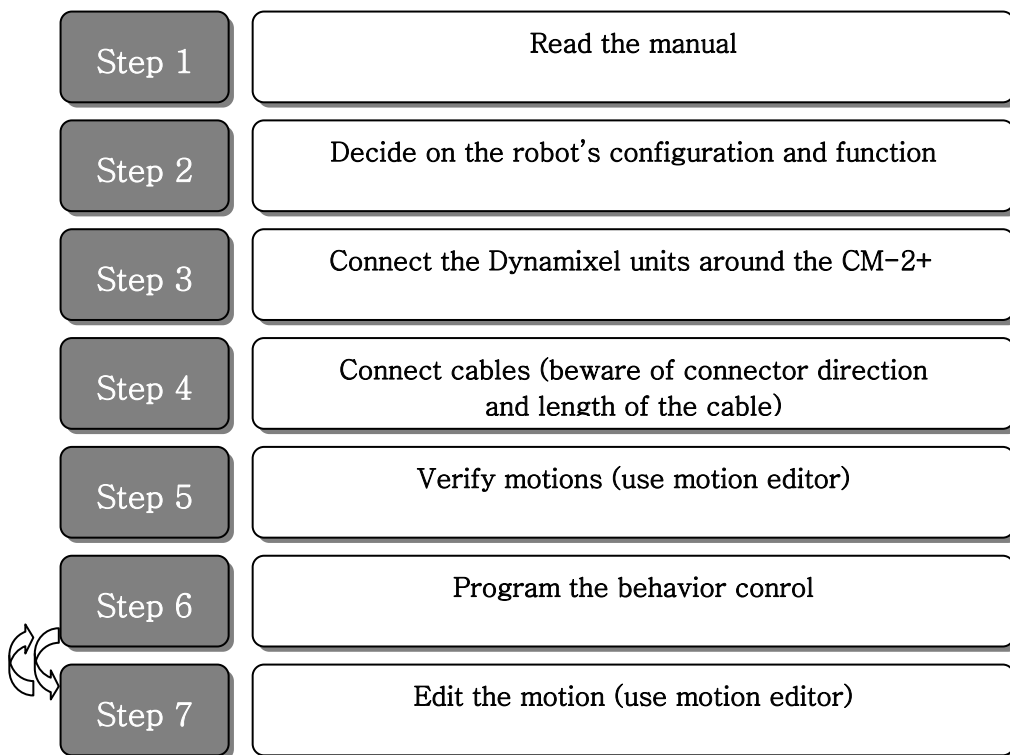 Step 1
Read the manual
Step 2
Decide on the robot's configuration and function
Step 3
Connect the Dynamixel units around the CM-2+
Step 4
Connect cables (beware of connector direction
and length of the cable)
Step 5
Verify motions (use motion editor)
Step 6
Program the behavior conrol
Step 7
Edit the motion (use motion editor)